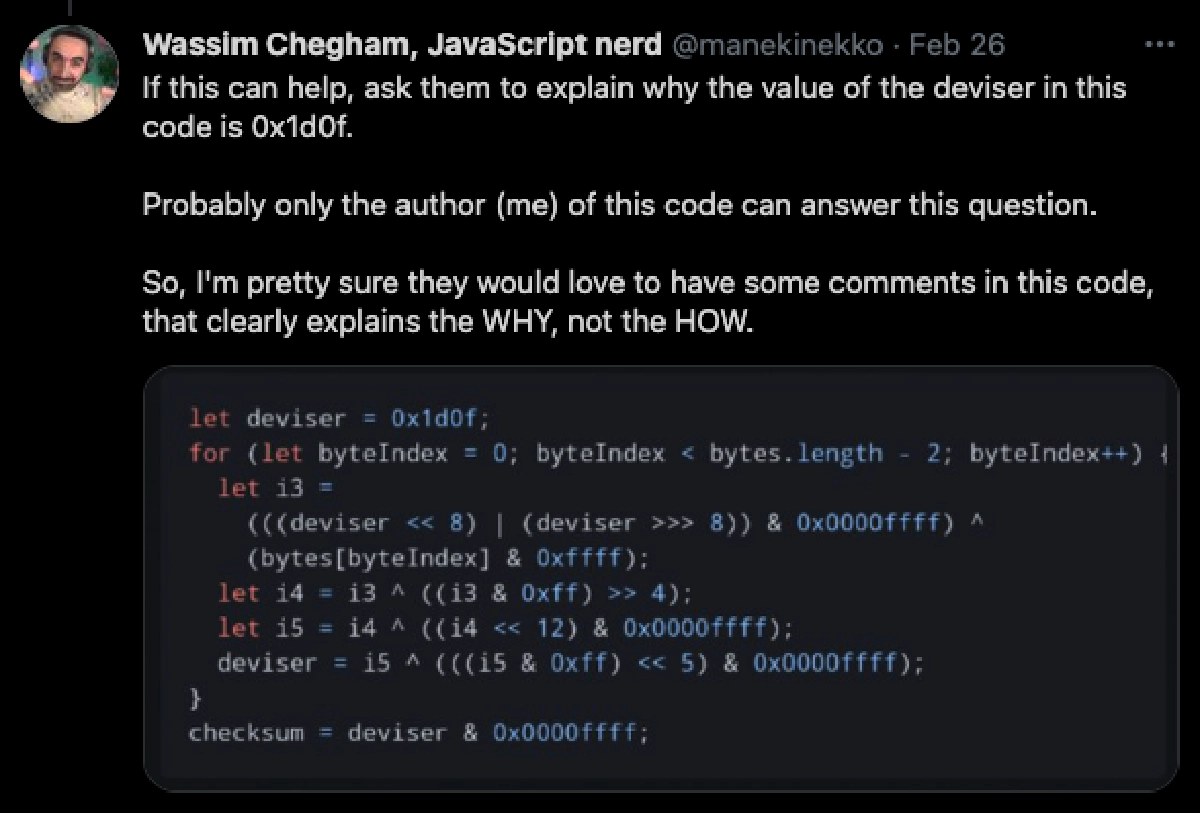 Wassim Chegham, JavaScript nerd @manekinekko · Feb 26 ···
If this can help, ask them to explain why the value of the deviser in this
code is 0x1d0f.
Probably only the author (me) of this code can answer this question.
So, I'm pretty sure they would love to have some comments in this code,
that clearly explains the WHY, not the HOW.
let deviser = 0x1d0f;
for (let byteIndex = 0; byteIndex < bytes.length - 2; byteIndex++) {
let i3 =
(((deviser << 8) | (deviser >>> 8)) & 0x0000ffff) ^
(bytes[byteIndex] & 0xffff);
let i4 = i3 ^ ((i3 & 0xff) >> 4);
let i5 = i4 ^ ((i4 << 12) & 0x0000ffff);
deviser = i5 ^ (((i5 & 0xff) << 5) & 0x0000ffff);
}
checksum = deviser & 0x0000ffff;